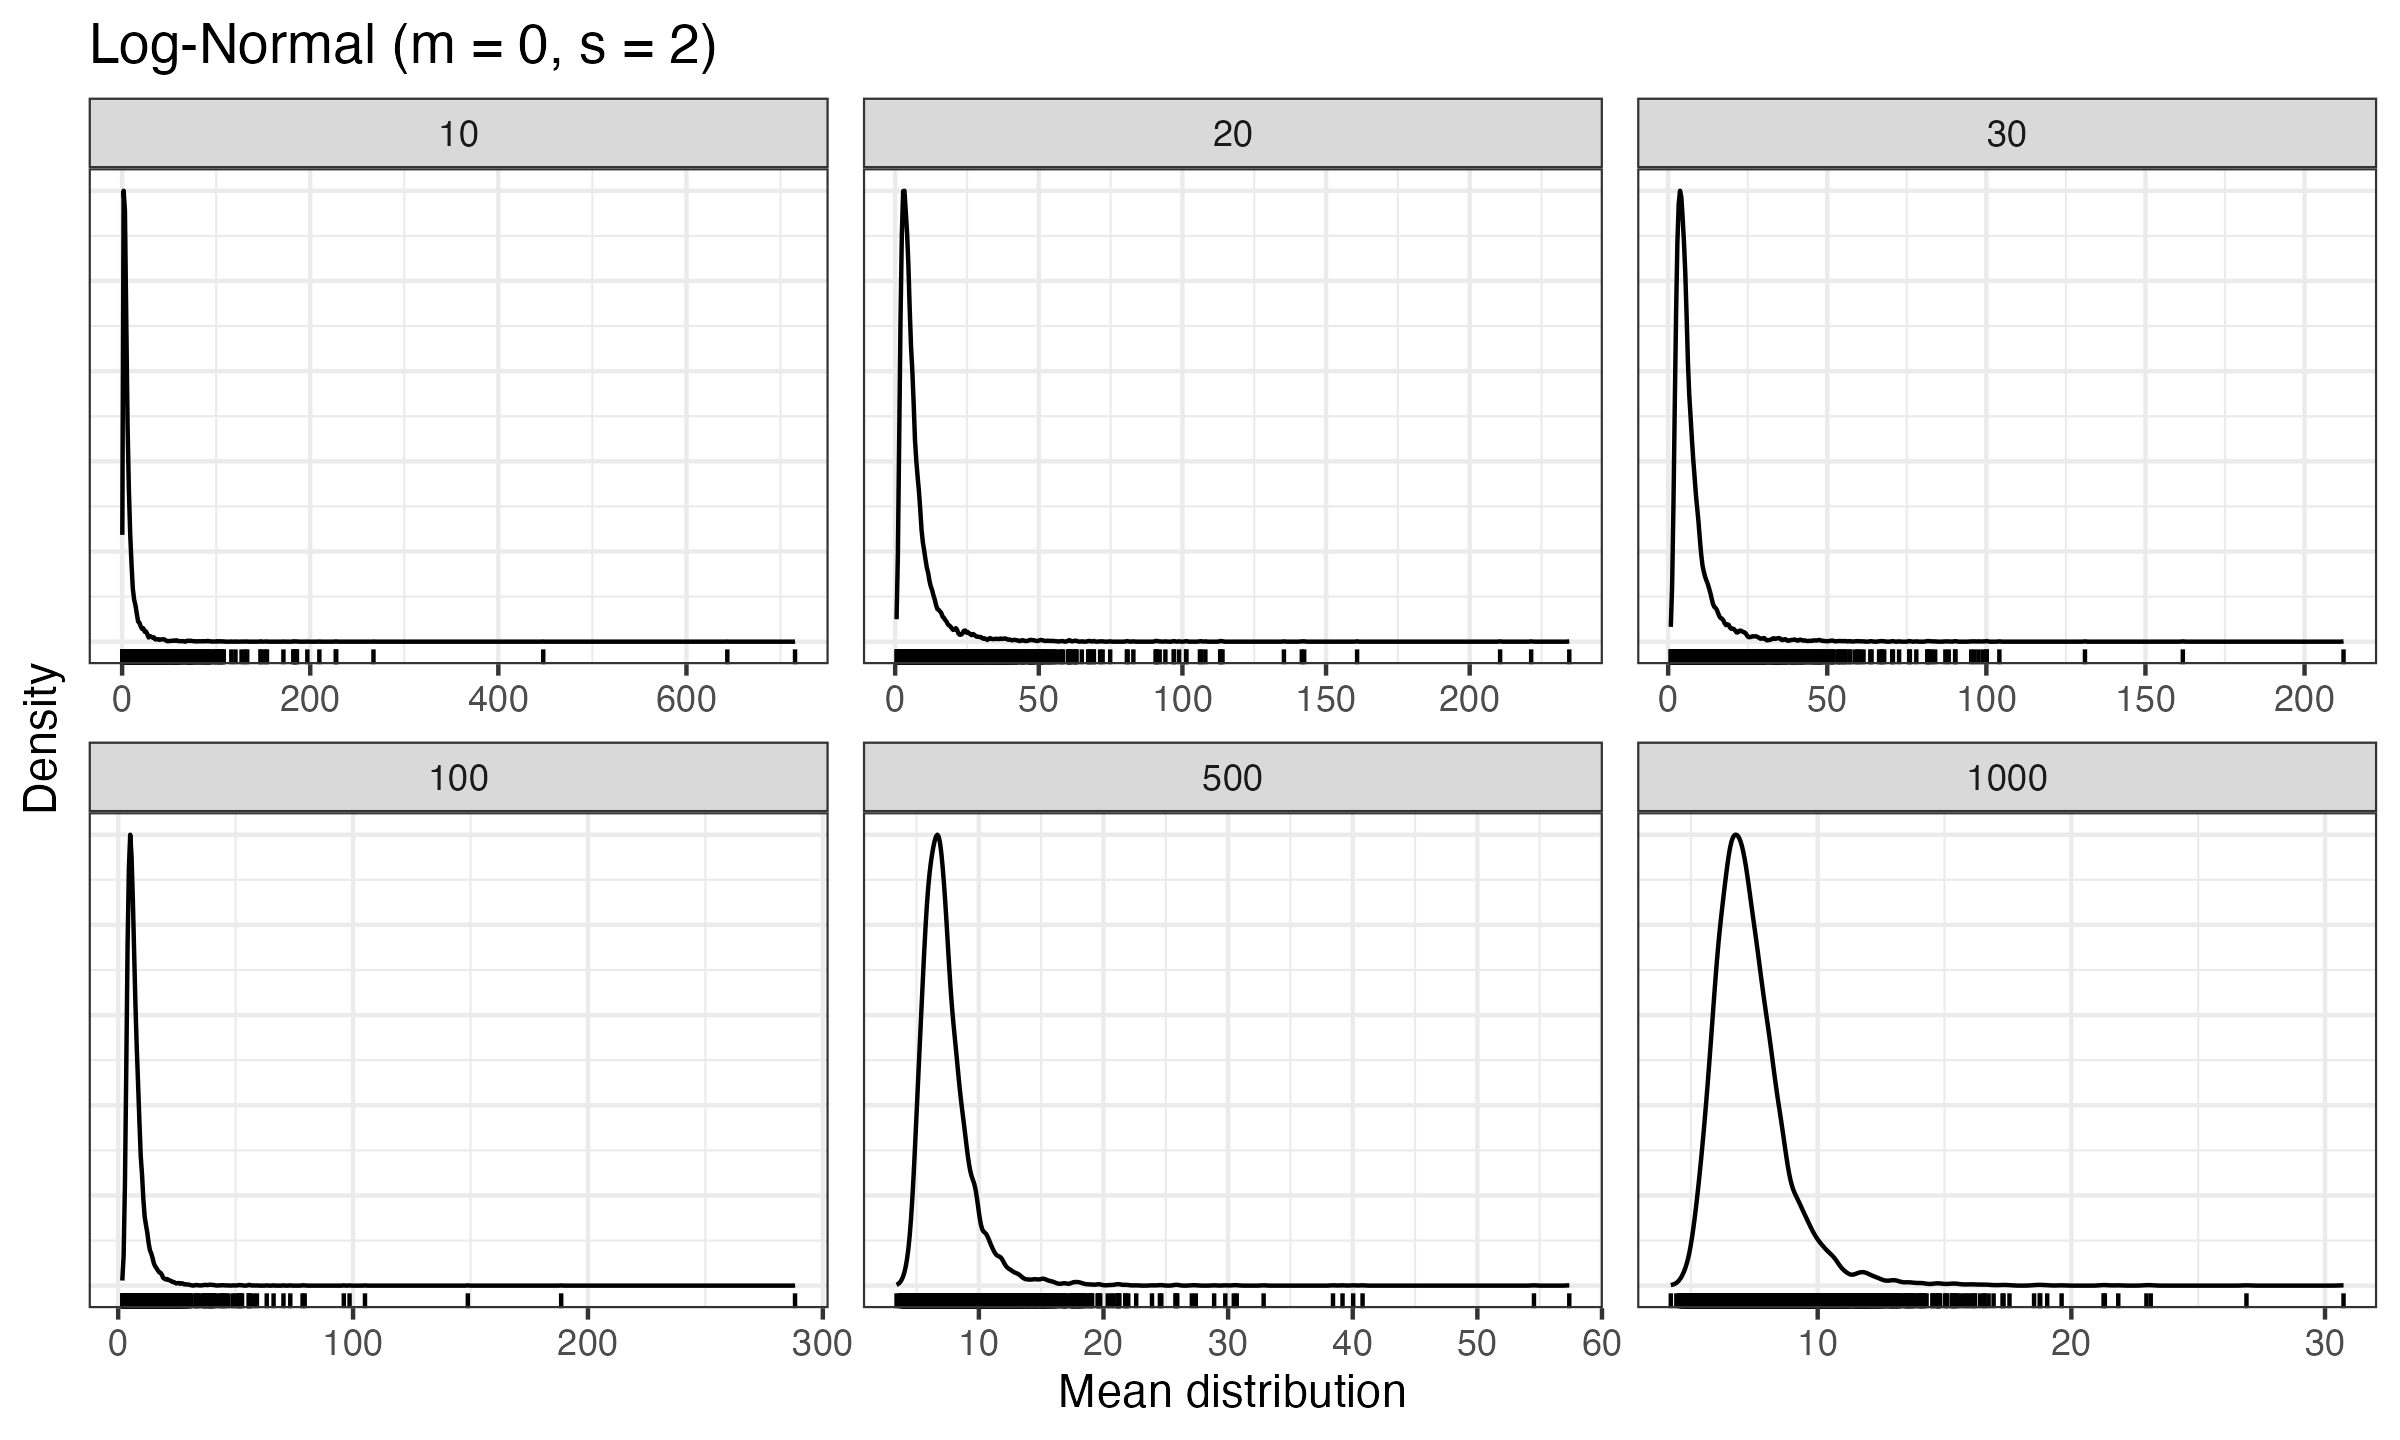 Log-Normal (m = 0, s = 2)
10 20 30
0 200 400 600 0 50 100 150 200 0 50 100 150 200
Density
100 500 1000
0 100 200 300 10 20 30 40 50 60 10 20 30
Mean distribution